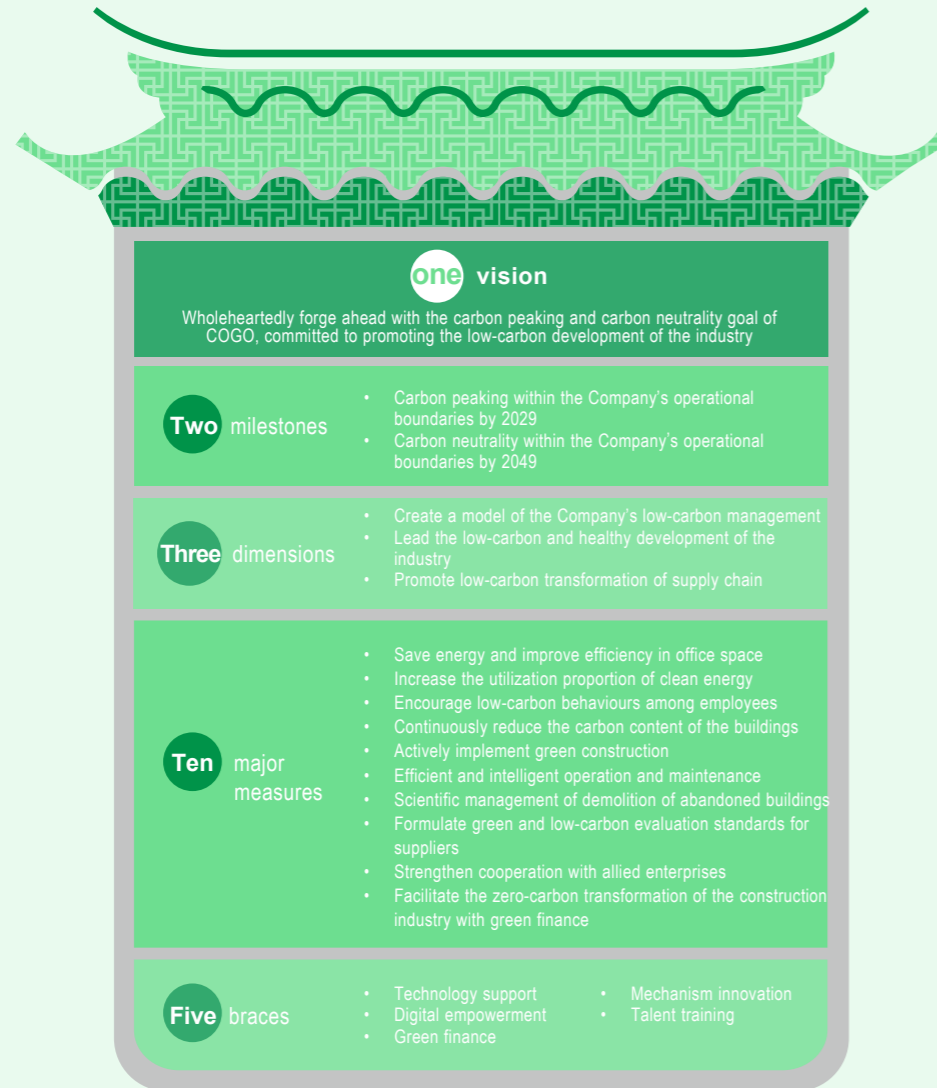 one vision
Wholeheartedly forge ahead with the carbon peaking and carbon neutrality goal of
COGO, committed to promoting the low-carbon development of the industry
Two milestones
• Carbon peaking within the Company's operational
boundaries by 2029
• Carbon neutrality within the Company's operational
boundaries by 2049
Three dimensions
• Create a model of the Company's low-carbon management
• Lead the low-carbon and healthy development of the
industry
• Promote low-carbon transformation of supply chain
Ten major
measures
• Save energy and improve efficiency in office space
• Increase the utilization proportion of clean energy
• Encourage low-carbon behaviours among employees
• Continuously reduce the carbon content of the buildings
• Actively implement green construction
• Efficient and intelligent operation and maintenance
• Scientific management of demolition of abandoned buildings
• Formulate green and low-carbon evaluation standards for
suppliers
• Strengthen cooperation with allied enterprises
• Facilitate the zero-carbon transformation of the construction
industry with green finance
Five braces
• Technology support
• Digital empowerment
• Green finance
• Mechanism innovation
• Talent training